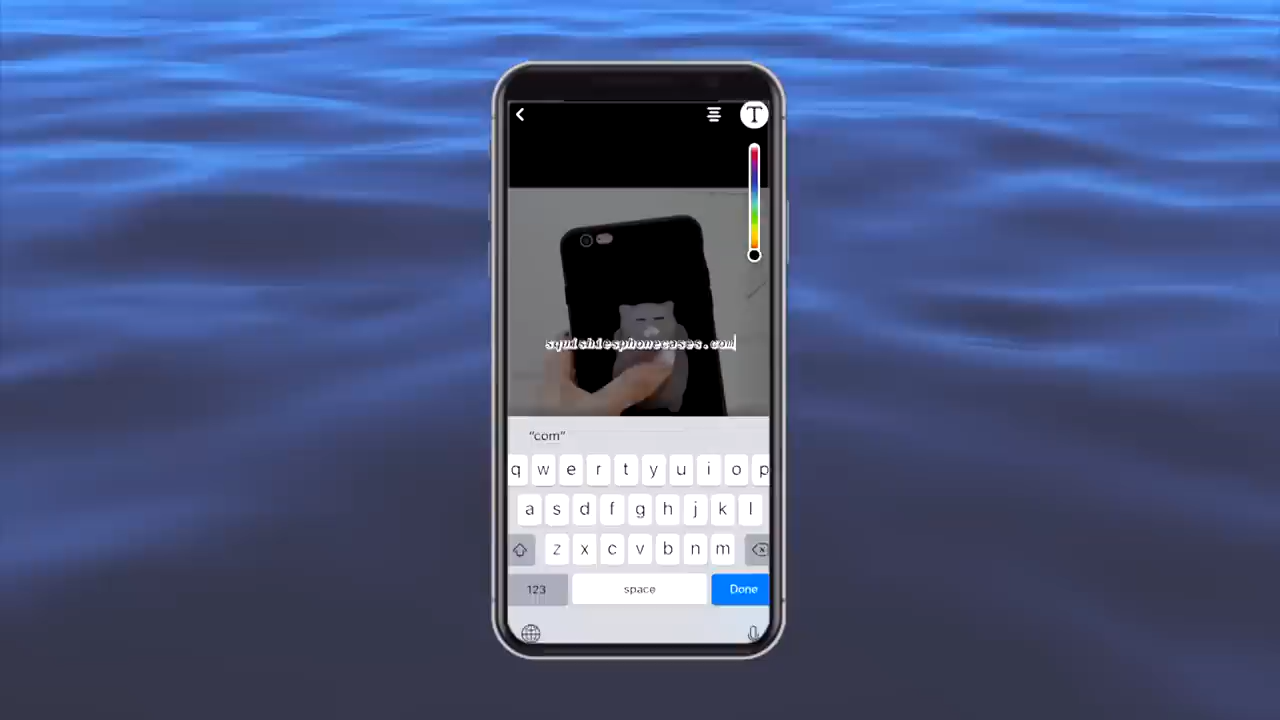 T
squishiesphonecases.com
"com"
q w e r t y u i o p
a s d f g h j k l
z x c v b n m
123 space Done